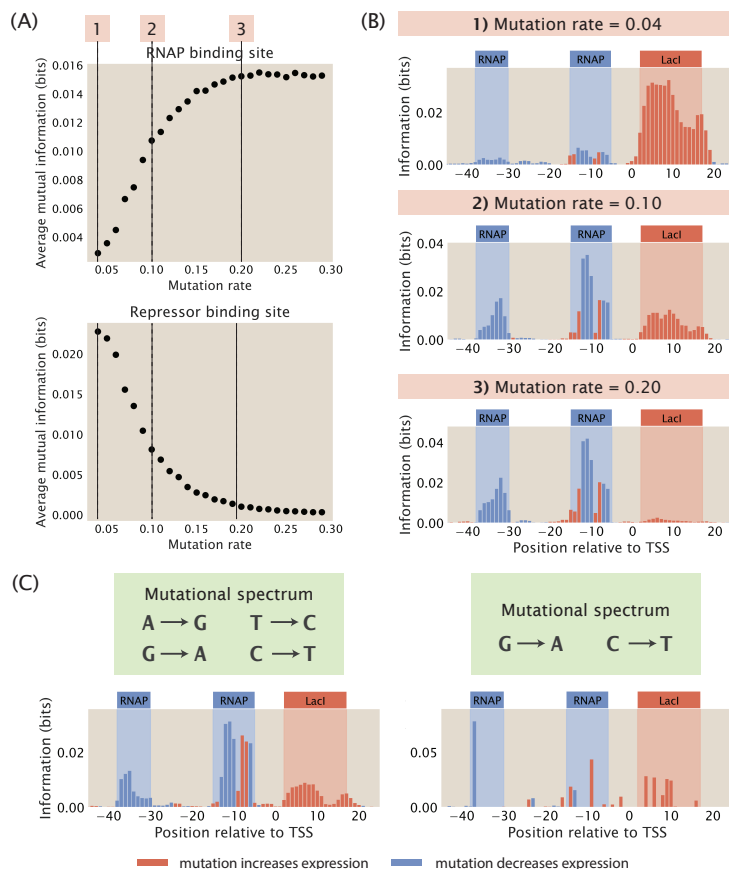 (A)
1 2 3
RNAP binding site
Average mutual information (bits)
0.016
0.014
0.012
0.010
0.008
0.006
0.004
0.05 0.10 0.15 0.20 0.25 0.30
Mutation rate
Repressor binding site
Average mutual information (bits)
0.020
0.015
0.010
0.005
0.000
0.05 0.10 0.15 0.20 0.25 0.30
Mutation rate
(B)
1) Mutation rate = 0.04
RNAP RNAP LacI
Information (bits)
0.02
0.00
−40 −30 −20 −10 0 10 20
2) Mutation rate = 0.10
RNAP RNAP LacI
Information (bits)
0.04
0.02
0.00
−40 −30 −20 −10 0 10 20
3) Mutation rate = 0.20
RNAP RNAP LacI
Information (bits)
0.04
0.02
0.00
−40 −30 −20 −10 0 10 20
Position relative to TSS
(C)
Mutational spectrum
A → G T → C
G → A C → T
RNAP RNAP LacI
Information (bits)
0.02
0.00
−40 −30 −20 −10 0 10 20
Position relative to TSS
Mutational spectrum
G → A C → T
RNAP RNAP LacI
0.05
0.00
−40 −30 −20 −10 0 10 20
Position relative to TSS
mutation increases expression mutation decreases expression